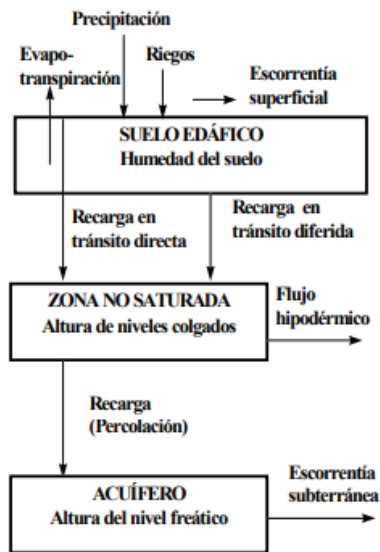 Precipitación
Evapo-
transpiración
Riegos
Escorrentía
superficial
SUELO EDÁFICO
Humedad del suelo
Recarga en
tránsito directa
Recarga en
tránsito diferida
ZONA NO SATURADA
Altura de niveles colgados
Flujo
hipodérmico
Recarga
(Percolación)
ACUÍFERO
Altura del nivel freático
Escorrentía
subterránea